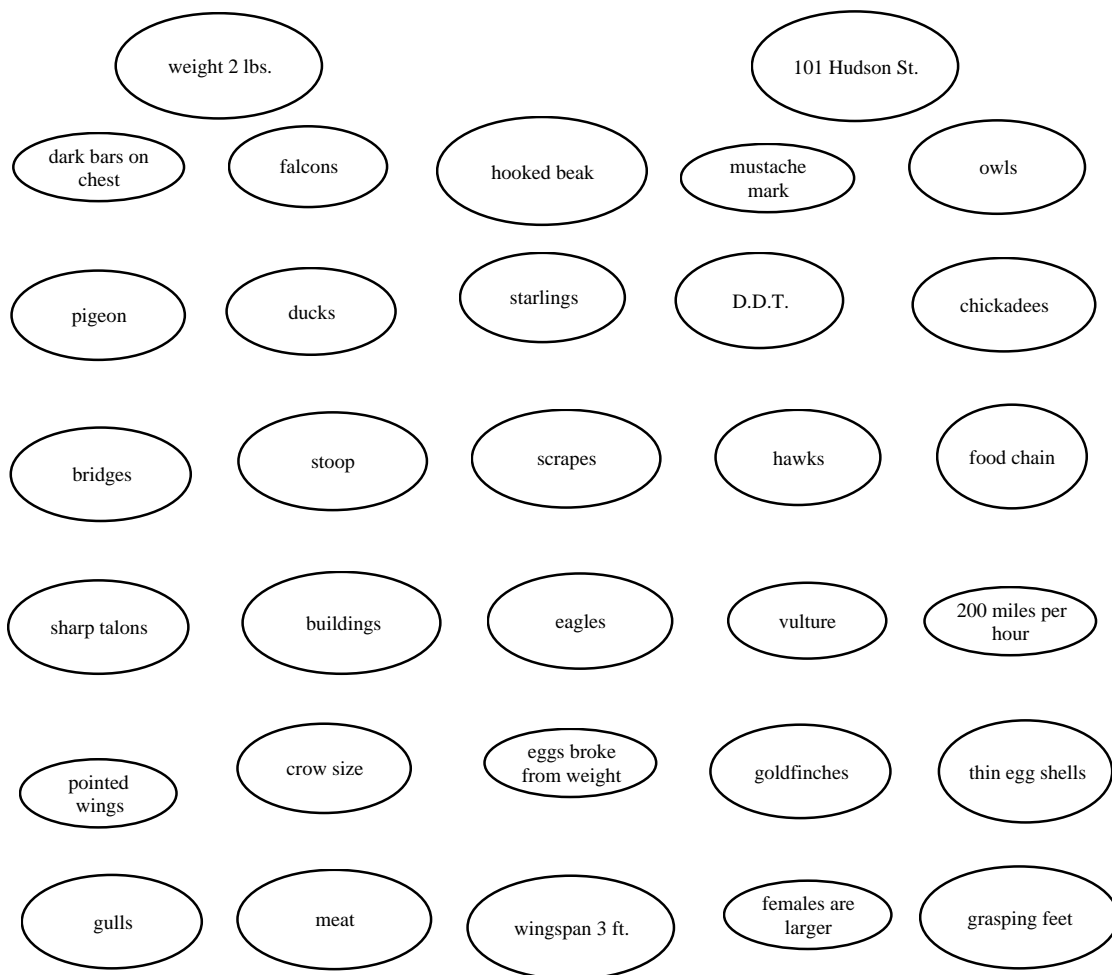 weight 2 lbs.
101 Hudson St.
dark bars on
chest
falcons
hooked beak
mustache
mark
owls
pigeon
ducks
starlings
D.D.T.
chickadees
bridges
stoop
scrapes
hawks
food chain
sharp talons
buildings
eagles
vulture
200 miles per
hour
pointed
wings
crow size
eggs broke
from weight
goldfinches
thin egg shells
gulls
meat
wingspan 3 ft.
females are
larger
grasping feet